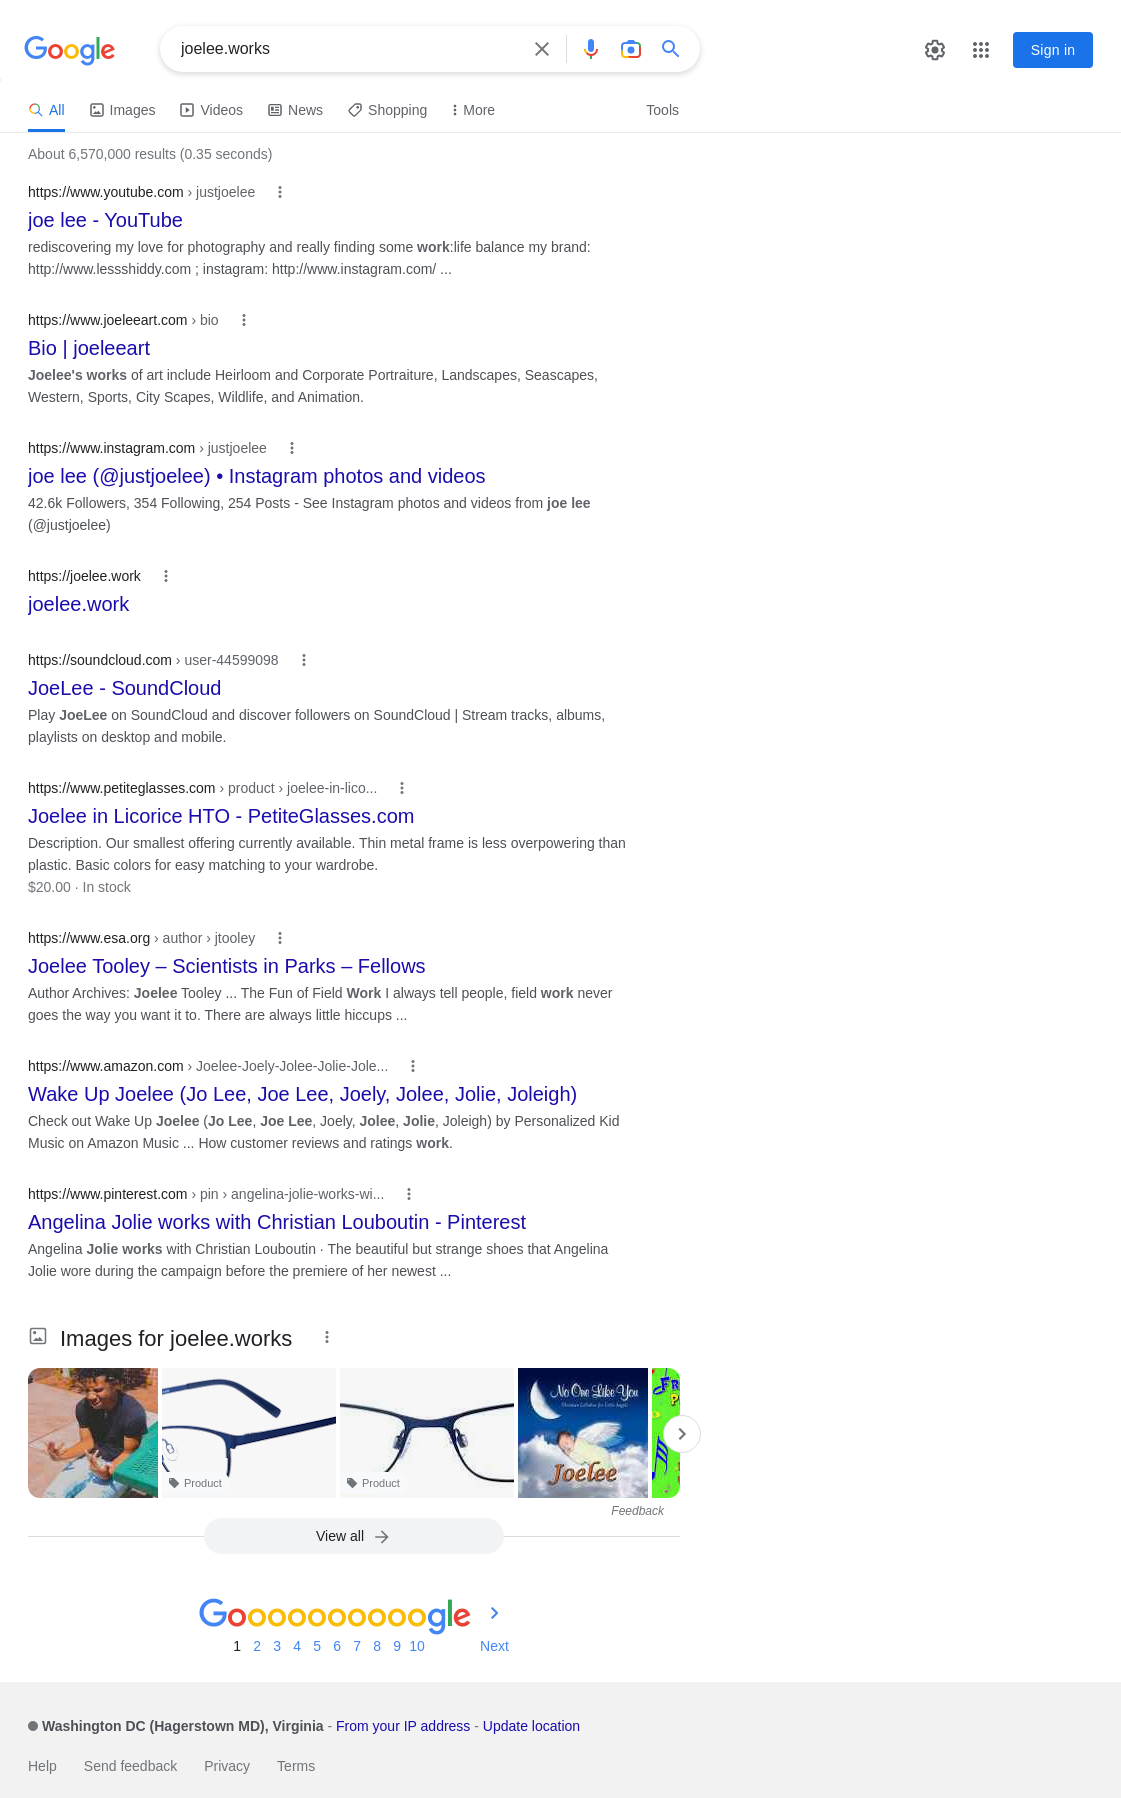 Google
joelee.works
Sign in
All
Images
Videos
News
Shopping
More
Tools
About 6,570,000 results (0.35 seconds)
https://www.youtube.com › justjoelee
joe lee - YouTube
rediscovering my love for photography and really finding some work:life balance my brand:
http://www.lessshiddy.com ; instagram: http://www.instagram.com/ ...
https://www.joeleeart.com › bio
Bio | joeleeart
Joelee's works of art include Heirloom and Corporate Portraiture, Landscapes, Seascapes,
Western, Sports, City Scapes, Wildlife, and Animation.
https://www.instagram.com › justjoelee
joe lee (@justjoelee) • Instagram photos and videos
42.6k Followers, 354 Following, 254 Posts - See Instagram photos and videos from joe lee
(@justjoelee)
https://joelee.work
joelee.work
https://soundcloud.com › user-44599098
JoeLee - SoundCloud
Play JoeLee on SoundCloud and discover followers on SoundCloud | Stream tracks, albums,
playlists on desktop and mobile.
https://www.petiteglasses.com › product › joelee-in-lico...
Joelee in Licorice HTO - PetiteGlasses.com
Description. Our smallest offering currently available. Thin metal frame is less overpowering than
plastic. Basic colors for easy matching to your wardrobe.
$20.00 · In stock
https://www.esa.org › author › jtooley
Joelee Tooley – Scientists in Parks – Fellows
Author Archives: Joelee Tooley ... The Fun of Field Work I always tell people, field work never
goes the way you want it to. There are always little hiccups ...
https://www.amazon.com › Joelee-Joely-Jolee-Jolie-Jole...
Wake Up Joelee (Jo Lee, Joe Lee, Joely, Jolee, Jolie, Joleigh)
Check out Wake Up Joelee (Jo Lee, Joe Lee, Joely, Jolee, Jolie, Joleigh) by Personalized Kid
Music on Amazon Music ... How customer reviews and ratings work.
https://www.pinterest.com › pin › angelina-jolie-works-wi...
Angelina Jolie works with Christian Louboutin - Pinterest
Angelina Jolie works with Christian Louboutin · The beautiful but strange shoes that Angelina
Jolie wore during the campaign before the premiere of her newest ...
Images for joelee.works
Product
Product
No One Like You
Joelee
Feedback
View all
Goooooooooogle
1 2 3 4 5 6 7 8 9 10 Next
Washington DC (Hagerstown MD), Virginia - From your IP address - Update location
Help
Send feedback
Privacy
Terms